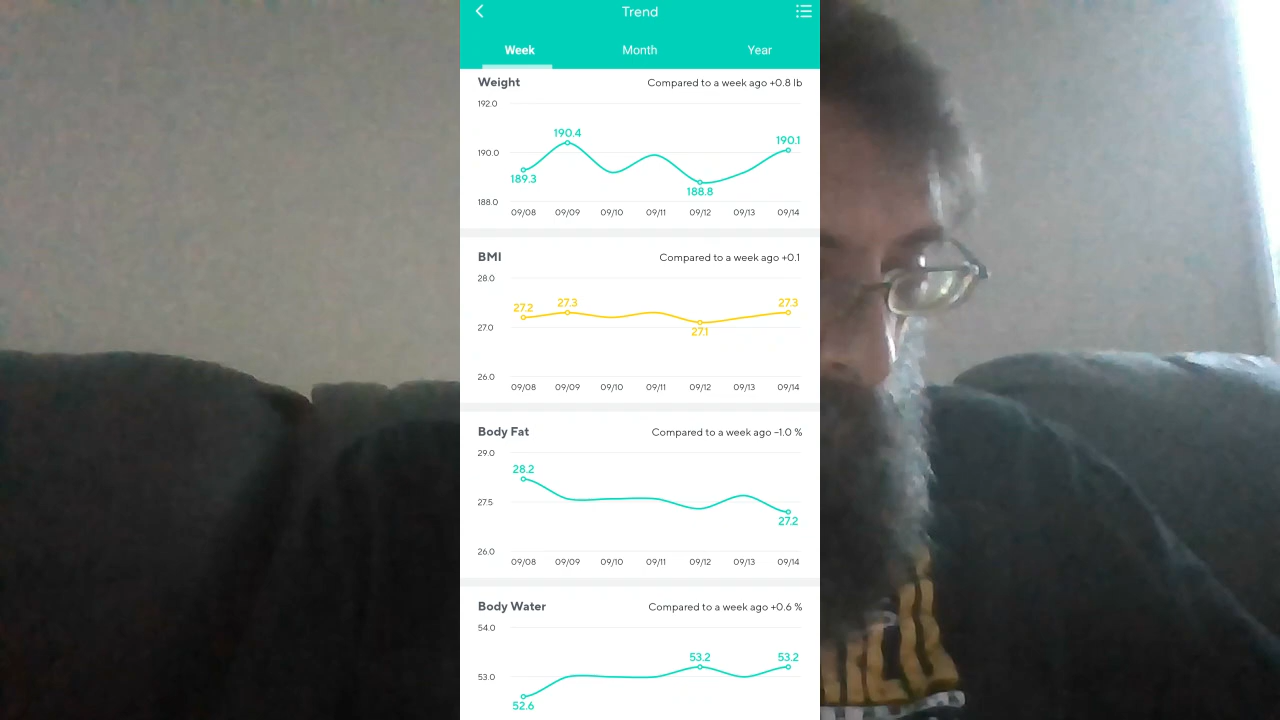 Trend
Week Month Year
Weight Compared to a week ago +0.8 lb
192.0
190.4
190.1
190.0
189.3
188.8
188.0
09/08 09/09 09/10 09/11 09/12 09/13 09/14
BMI Compared to a week ago +0.1
28.0
27.2 27.3 27.3
27.0
27.1
26.0
09/08 09/09 09/10 09/11 09/12 09/13 09/14
Body Fat Compared to a week ago −1.0 %
29.0
28.2
27.5
27.2
26.0
09/08 09/09 09/10 09/11 09/12 09/13 09/14
Body Water Compared to a week ago +0.6 %
54.0
53.2 53.2
53.0
52.6